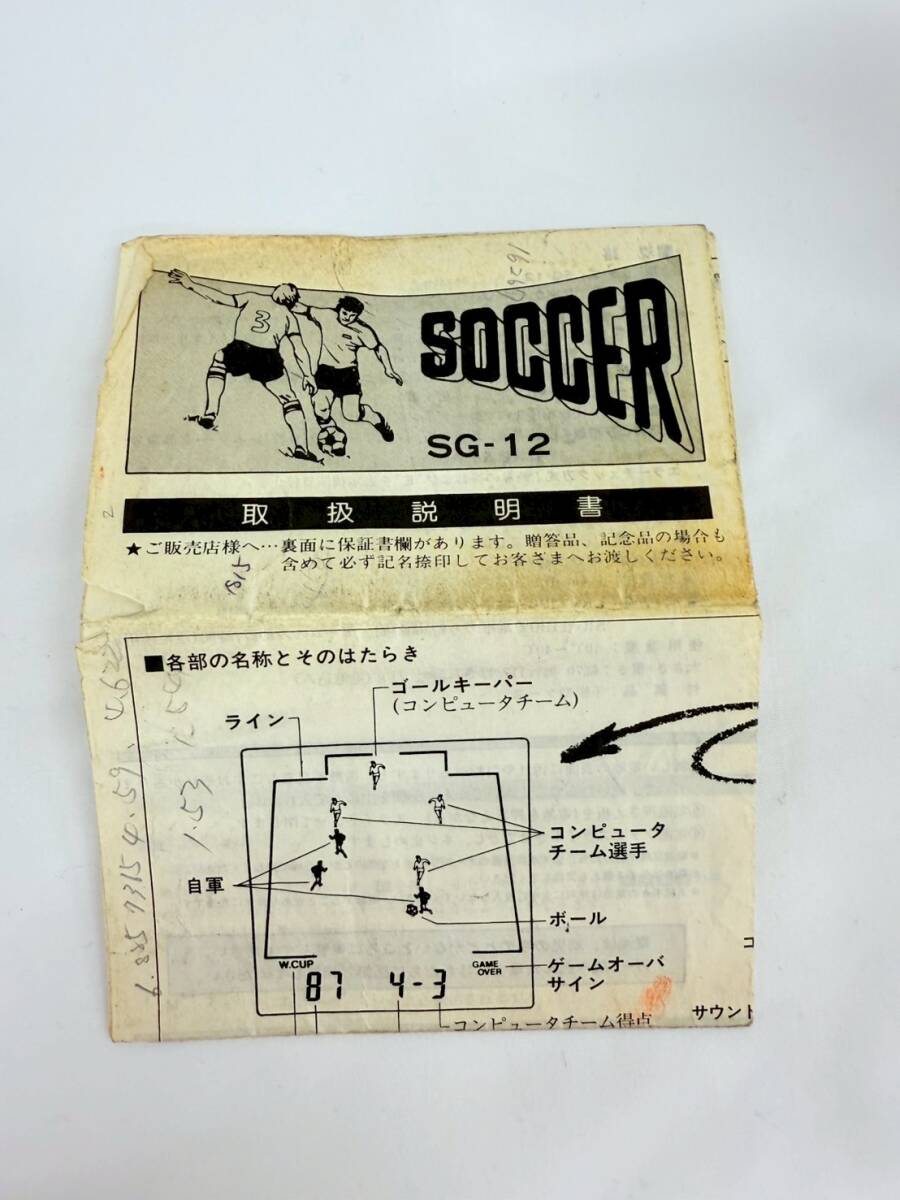 3
SOCCER
SG-12
取扱説明書
★ご販売店様へ…裏面に保証書欄があります。贈答品、記念品の場合も
含めて必ず記名捺印してお客さまへお渡しください。
815
■各部の名称とそのはたらき
ゴールキーパー
(コンピュータチーム)
ライン
コンピュータ
チーム選手
自軍
ボール
W.CUP
GAME
OVER
ゲームオーバ
サイン
87 4-3
コンピュータチーム得点
サウント
1.53